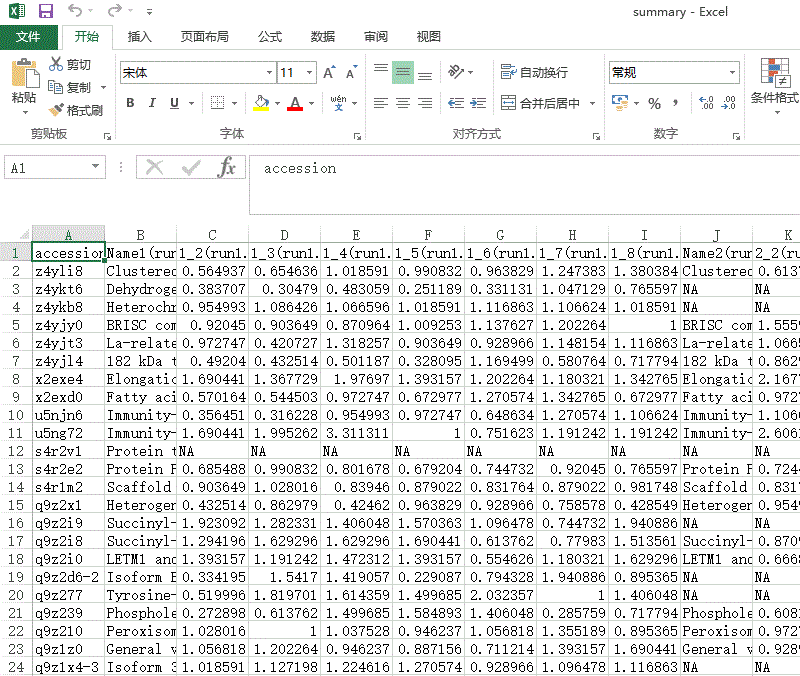 summary - Excel
文件 开始 插入 页面布局 公式 数据 审阅 视图
粘贴 剪切 复制 格式刷 剪贴板
宋体 11 A A B I U A wén 字体
自动换行 合并后居中 对齐方式
常规 % , .0 .00 数字
条件格式
A1 fx accession
A B C D E F G H I J K
1 accession Name1(run 1_2(run1. 1_3(run1. 1_4(run1. 1_5(run1. 1_6(run1. 1_7(run1. 1_8(run1. Name2(run 2_2(run
2 z4yli8 Clustered 0.564937 0.654636 1.018591 0.990832 0.963829 1.247383 1.380384 Clustered 0.613
3 z4ykt6 Dehydroge 0.383707 0.30479 0.483059 0.251189 0.331131 1.047129 0.765597 NA NA
4 z4ykb8 Heterochr 0.954993 1.086426 1.066596 1.018591 1.116863 1.106624 1.018591 NA NA
5 z4yjy0 BRISC com 0.92045 0.903649 0.870964 1.009253 1.137627 1.202264 1 BRISC com 1.555
6 z4yjt3 La-relate 0.972747 0.420727 1.318257 0.903649 0.928966 1.148154 1.116863 La-relate 1.066
7 z4yjl4 182 kDa t 0.49204 0.432514 0.501187 0.328095 1.169499 0.580764 0.717794 182 kDa t 0.862
8 x2exe4 Elongatic 1.690441 1.367729 1.97697 1.393157 1.202264 1.180321 1.342765 Elongatic 2.167
9 x2exd0 Fatty aci 0.570164 0.544503 0.972747 0.672977 1.270574 1.342765 0.672977 Fatty aci 0.972
10 u5njn6 Immunity- 0.356451 0.316228 0.954993 0.972747 0.648634 1.270574 1.106624 Immunity- 1.106
11 u5ng72 Immunity- 1.690441 1.995262 3.311311 1 0.751623 1.191242 1.191242 Immunity- 2.606
12 s4r2v1 Protein t NA NA NA NA NA NA NA NA NA
13 s4r2e2 Protein F 0.685488 0.990832 0.801678 0.679204 0.744732 0.92045 0.765597 Protein F 0.724
14 s4r1m2 Scaffold 0.903649 1.028016 0.83946 0.879022 0.831764 0.879022 0.981748 Scaffold 0.831
15 q9z2x1 Heteroger 0.432514 0.862979 0.42462 0.963829 0.928966 0.758578 0.428549 Heteroger 0.954
16 q9z2i9 Succinyl- 1.923092 1.282331 1.406048 1.570363 1.096478 0.744732 1.940886 NA NA
17 q9z2i8 Succinyl- 1.294196 1.629296 1.629296 1.690441 0.613762 0.77983 1.513561 Succinyl- 0.870
18 q9z2i0 LETM1 anc 1.393157 1.191242 1.472312 1.393157 0.554626 1.180321 1.629296 LETM1 anc 0.666
19 q9z2d6-2 Isoform E 0.334195 1.5417 1.419057 0.229087 0.794328 1.940886 0.895365 NA NA
20 q9z277 Tyrosine- 0.519996 1.819701 1.614359 1.499685 2.032357 1 1.406048 NA NA
21 q9z239 Phosphole 0.272898 0.613762 1.499685 1.584893 1.406048 0.285759 0.717794 Phosphole 0.608
22 q9z210 Peroxisom 1.028016 1 1.037528 0.946237 1.056818 1.355189 0.895365 Peroxisom 0.972
23 q9z1z0 General v 1.056818 1.202264 0.946237 0.887156 0.711214 1.393157 1.690441 General v 0.928
24 q9z1x4-3 Isoform 3 1.018591 1.127198 1.224616 1.270574 0.928966 1.096478 1.116863 NA NA